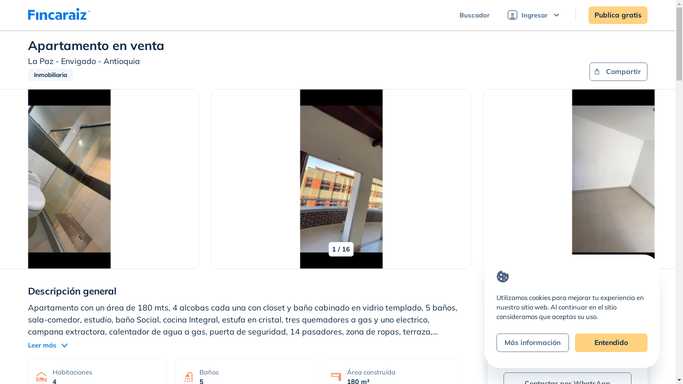 Fincaraiz
Buscador
Ingresar
Publica gratis
Apartamento en venta
La Paz - Envigado - Antioquia
Inmobiliaria
Compartir
1 / 16
Descripción general
Apartamento con un área de 180 mts, 4 alcobas cada una con closet y baño cabinado en vidrio templado, 5 baños,
sala-comedor, estudio, baño Social, cocina Integral, estufa en cristal, tres quemadores a gas y uno electrico,
campana extractora, calentador de agua a gas, puerta de seguridad, 14 pasadores, zona de ropas, terraza,...
Leer más
Habitaciones
4
Baños
5
Área construida
180 m²
Utilizamos cookies para mejorar tu experiencia en
nuestro sitio web. Al continuar en el sitio
consideramos que aceptas su uso.
Más información
Entendido
Contactar por WhatsApp